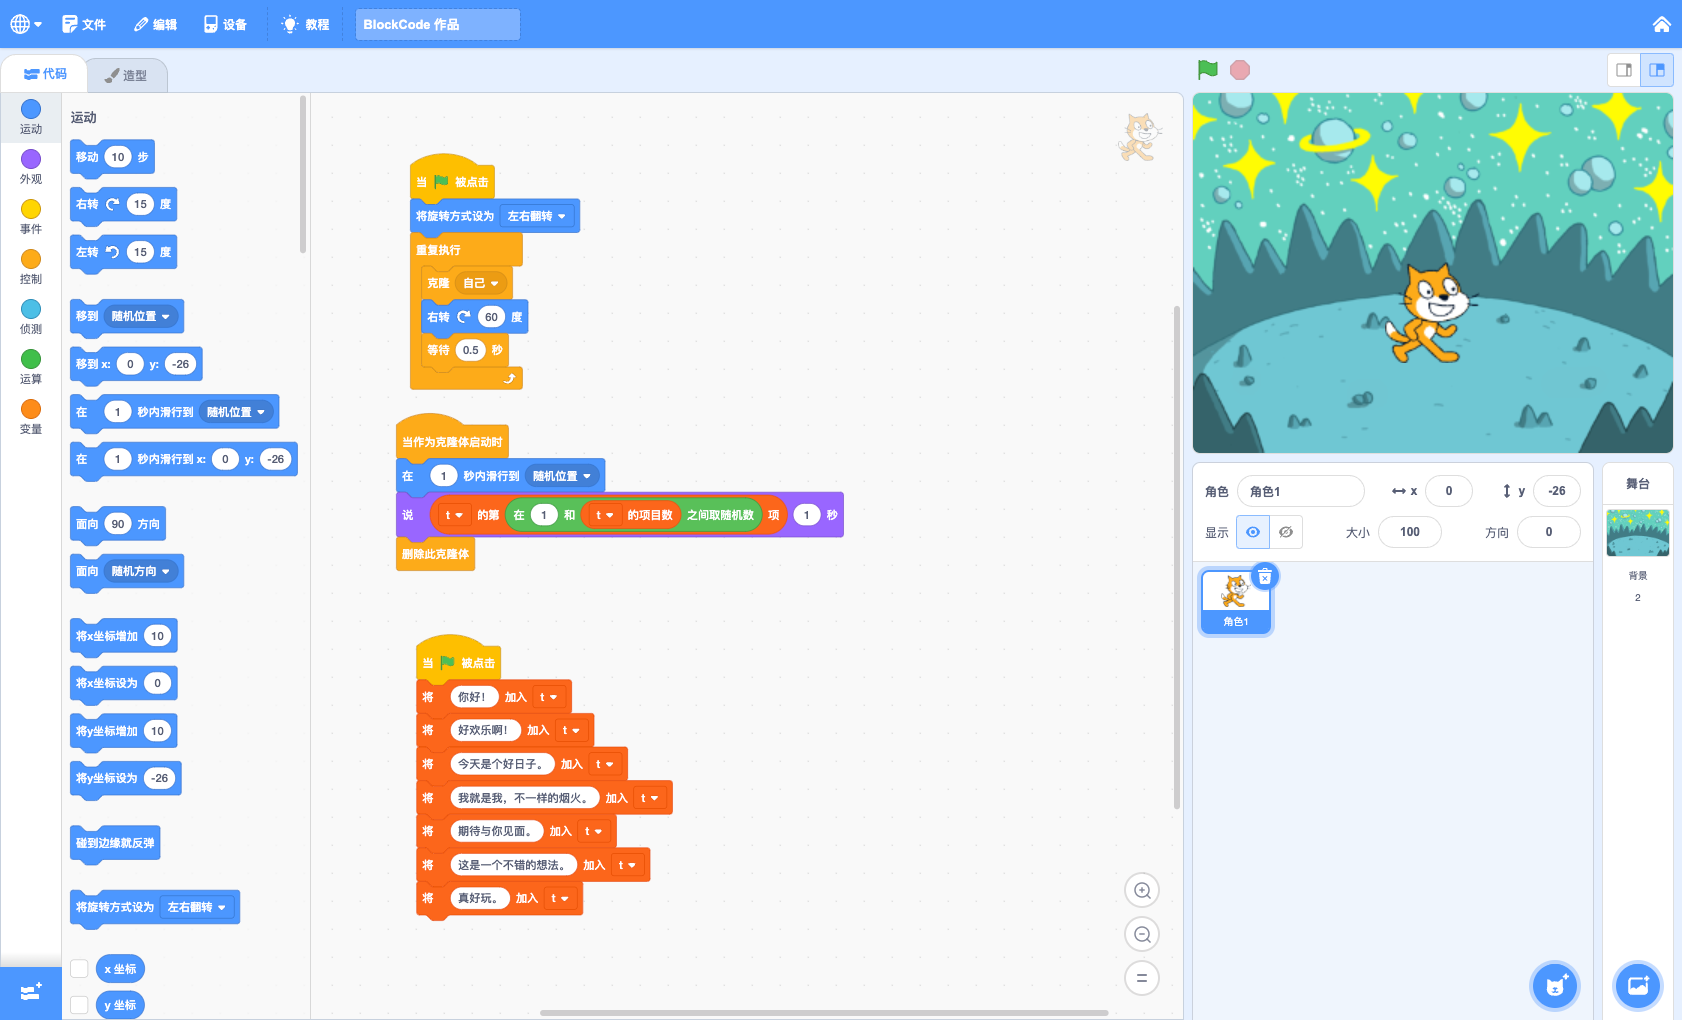 文件 编辑 设备 教程 BlockCode 作品
代码 造型
运动
外观
事件
控制
侦测
运算
变量
运动
移动 10 步
右转 15 度
左转 15 度
移到 随机位置
移到 x: 0 y: -26
在 1 秒内滑行到 随机位置
在 1 秒内滑行到 x: 0 y: -26
面向 90 方向
面向 随机方向
将x坐标增加 10
将x坐标设为 0
将y坐标增加 10
将y坐标设为 -26
碰到边缘就反弹
将旋转方式设为 左右翻转
x 坐标
y 坐标
当 被点击
将旋转方式设为 左右翻转
重复执行
克隆 自己
右转 60 度
等待 0.5 秒
当作为克隆体启动时
在 1 秒内滑行到 随机位置
说 t 的第 在 1 和 t 的项目数 之间取随机数 项 1 秒
删除此克隆体
当 被点击
将 你好！ 加入 t
将 好欢乐啊！ 加入 t
将 今天是个好日子。 加入 t
将 我就是我，不一样的烟火。 加入 t
将 期待与你见面。 加入 t
将 这是一个不错的想法。 加入 t
将 真好玩。 加入 t
角色 角色1 x 0 y -26
显示 大小 100 方向 0
角色1
舞台
背景
2